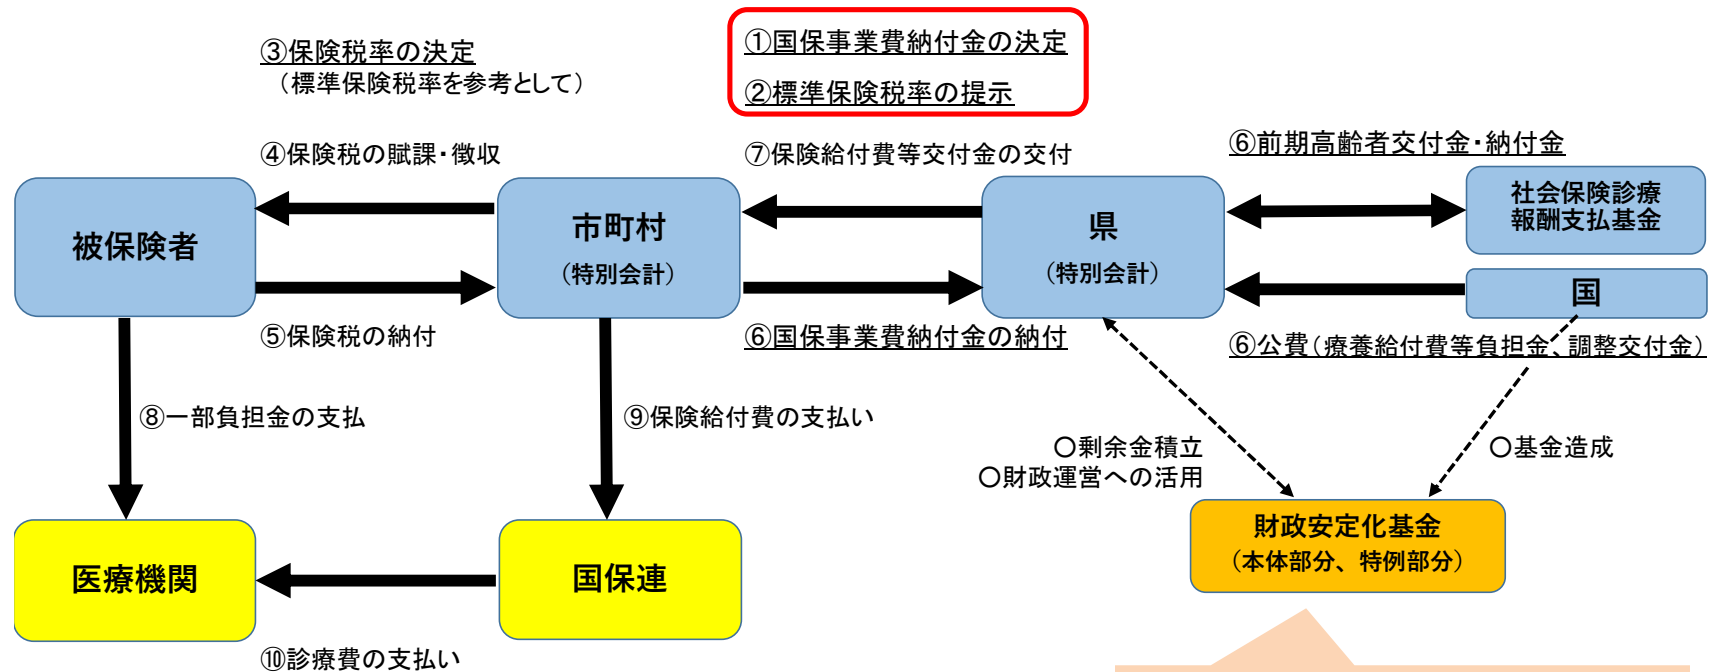 ③保険税率の決定
（標準保険税率を参考として）
①国保事業費納付金の決定
②標準保険税率の提示
④保険税の賦課・徴収
⑦保険給付費等交付金の交付
⑥前期高齢者交付金・納付金
被保険者
市町村
（特別会計）
県
（特別会計）
社会保険診療
報酬支払基金
国
⑤保険税の納付
⑥国保事業費納付金の納付
⑥公費（療養給付費等負担金、調整交付金）
⑧一部負担金の支払
⑨保険給付費の支払い
〇剰余金積立
〇財政運営への活用
〇基金造成
財政安定化基金
（本体部分、特例部分）
医療機関
国保連
⑩診療費の支払い